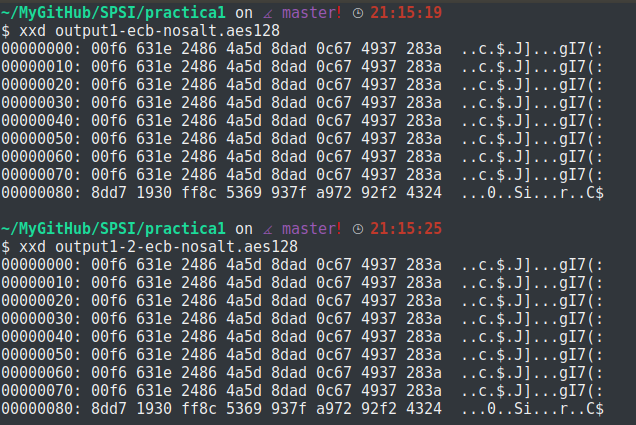 ~/MyGitHub/SPSI/practica1 on master! 21:15:19
$ xxd output1-ecb-nosalt.aes128
00000000: 00f6 631e 2486 4a5d 8dad 0c67 4937 283a ..c.$.J]...gI7(:
00000010: 00f6 631e 2486 4a5d 8dad 0c67 4937 283a ..c.$.J]...gI7(:
00000020: 00f6 631e 2486 4a5d 8dad 0c67 4937 283a ..c.$.J]...gI7(:
00000030: 00f6 631e 2486 4a5d 8dad 0c67 4937 283a ..c.$.J]...gI7(:
00000040: 00f6 631e 2486 4a5d 8dad 0c67 4937 283a ..c.$.J]...gI7(:
00000050: 00f6 631e 2486 4a5d 8dad 0c67 4937 283a ..c.$.J]...gI7(:
00000060: 00f6 631e 2486 4a5d 8dad 0c67 4937 283a ..c.$.J]...gI7(:
00000070: 00f6 631e 2486 4a5d 8dad 0c67 4937 283a ..c.$.J]...gI7(:
00000080: 8dd7 1930 ff8c 5369 937f a972 92f2 4324 ...0..Si...r..C$
~/MyGitHub/SPSI/practica1 on master! 21:15:25
$ xxd output1-2-ecb-nosalt.aes128
00000000: 00f6 631e 2486 4a5d 8dad 0c67 4937 283a ..c.$.J]...gI7(:
00000010: 00f6 631e 2486 4a5d 8dad 0c67 4937 283a ..c.$.J]...gI7(:
00000020: 00f6 631e 2486 4a5d 8dad 0c67 4937 283a ..c.$.J]...gI7(:
00000030: 00f6 631e 2486 4a5d 8dad 0c67 4937 283a ..c.$.J]...gI7(:
00000040: 00f6 631e 2486 4a5d 8dad 0c67 4937 283a ..c.$.J]...gI7(:
00000050: 00f6 631e 2486 4a5d 8dad 0c67 4937 283a ..c.$.J]...gI7(:
00000060: 00f6 631e 2486 4a5d 8dad 0c67 4937 283a ..c.$.J]...gI7(:
00000070: 00f6 631e 2486 4a5d 8dad 0c67 4937 283a ..c.$.J]...gI7(:
00000080: 8dd7 1930 ff8c 5369 937f a972 92f2 4324 ...0..Si...r..C$